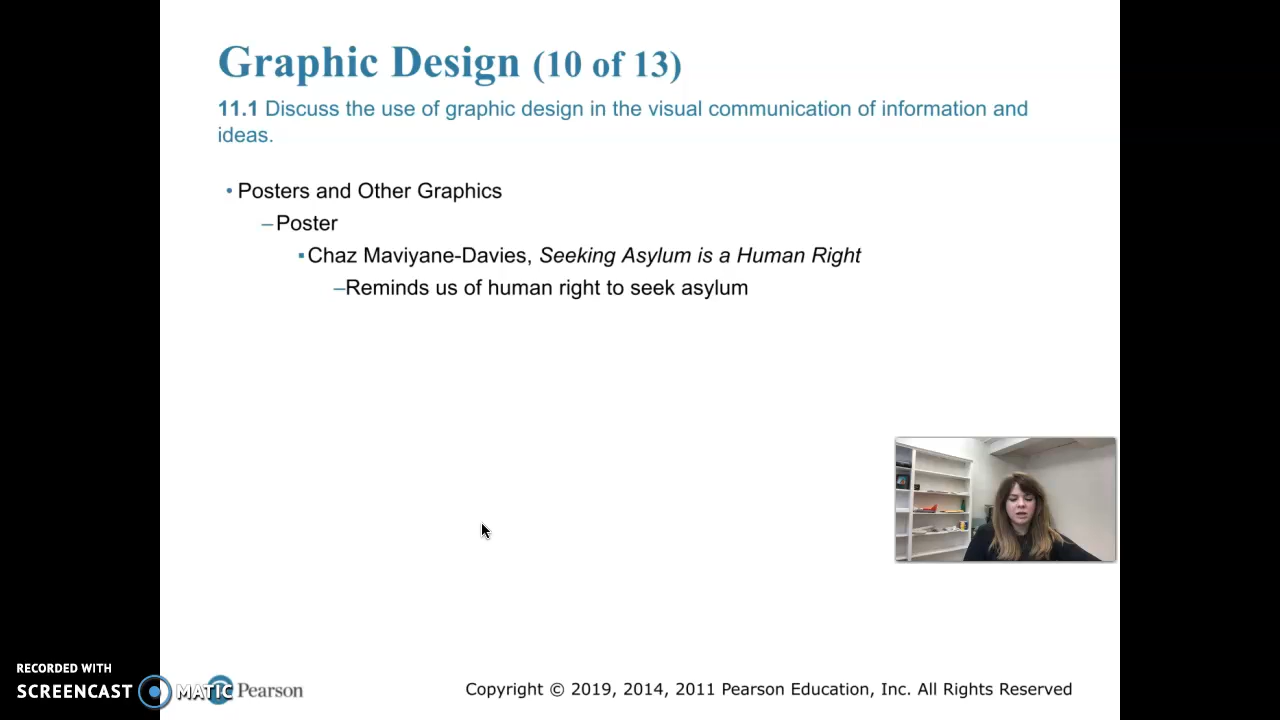 Graphic Design (10 of 13)
11.1 Discuss the use of graphic design in the visual communication of information and
ideas.
• Posters and Other Graphics
–Poster
▪Chaz Maviyane-Davies, Seeking Asylum is a Human Right
–Reminds us of human right to seek asylum
RECORDED WITH
SCREENCAST MATIC
Pearson
Copyright © 2019, 2014, 2011 Pearson Education, Inc. All Rights Reserved